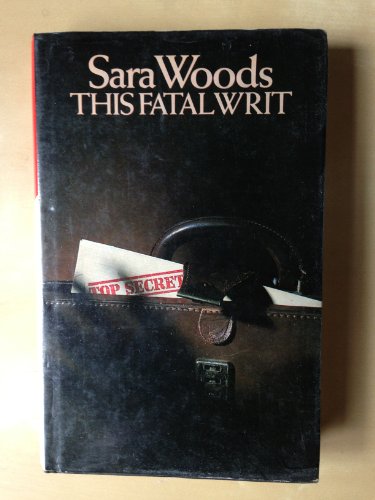 Sara Woods
THIS FATAL WRIT
TOP SECRET